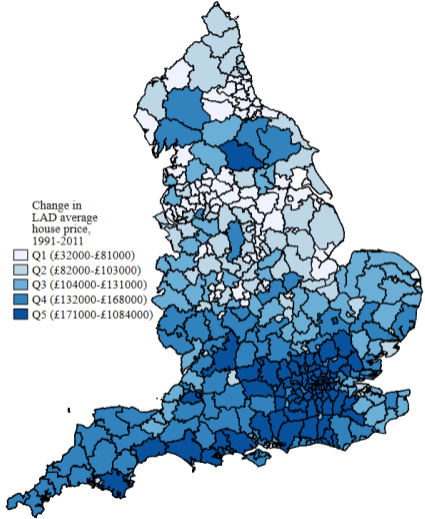 Change in
LAD average
house price,
1991-2011
Q1 (£32000-£81000)
Q2 (£82000-£103000)
Q3 (£104000-£131000)
Q4 (£132000-£168000)
Q5 (£171000-£1084000)